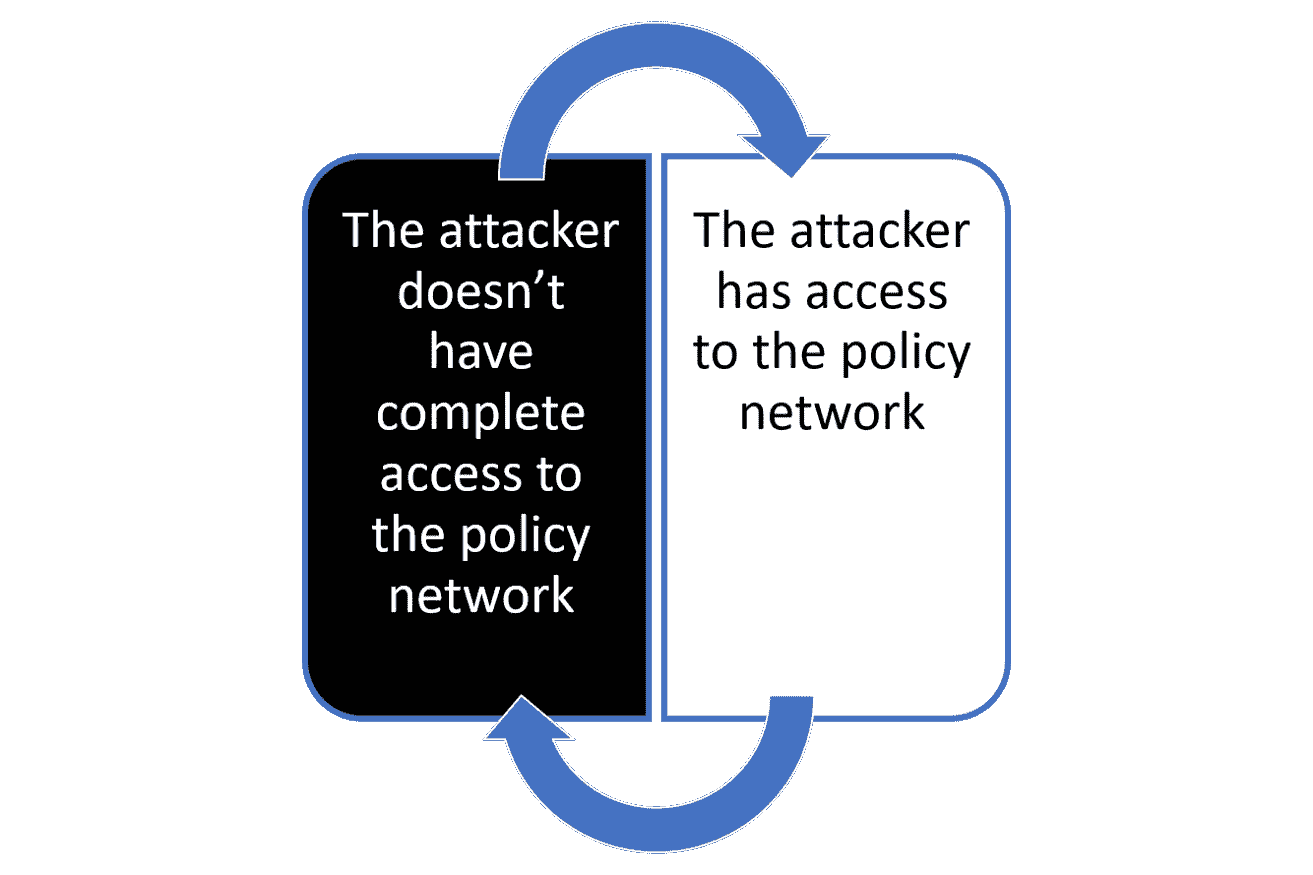 The attacker
doesn’t
have
complete
access to
the policy
network
The attacker
has access
to the policy
network